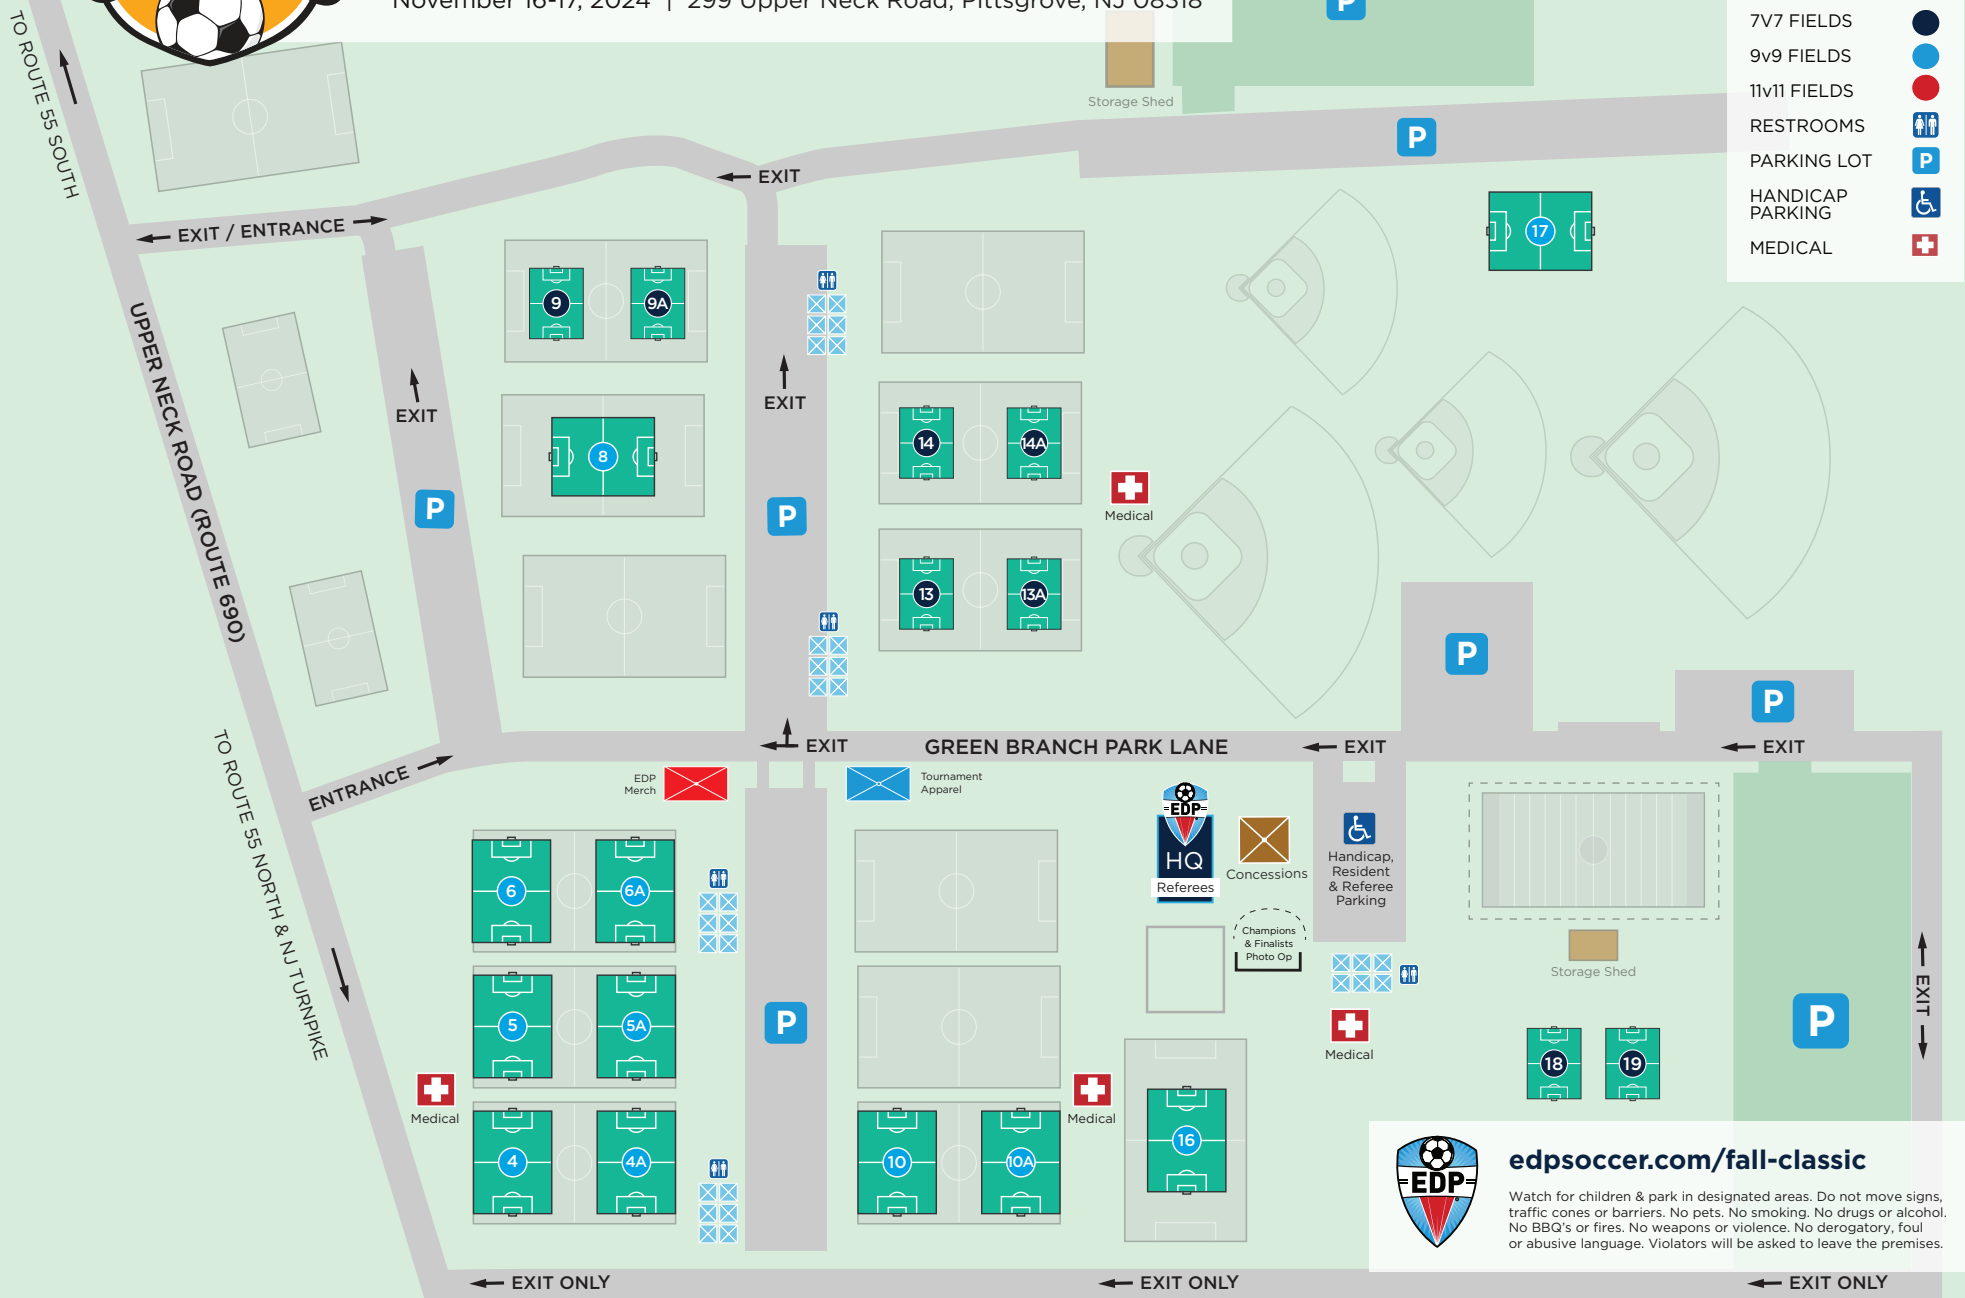 November 16-17, 2024 | 299 Upper Neck Road, Pittsgrove, NJ 08318
P
7V7 FIELDS
9v9 FIELDS
11v11 FIELDS
RESTROOMS
PARKING LOT
P
HANDICAP
PARKING
MEDICAL
TO ROUTE 55 SOUTH
Storage Shed
P
EXIT
EXIT / ENTRANCE
17
9
9A
UPPER NECK ROAD (ROUTE 690)
EXIT
EXIT
8
14
14A
P
P
Medical
13
13A
P
P
EXIT
GREEN BRANCH PARK LANE
EXIT
EXIT
ENTRANCE
EDP
Merch
Tournament
Apparel
TO ROUTE 55 NORTH & NJ TURNPIKE
EDP
HQ
Referees
Concessions
Handicap,
Resident
& Referee
Parking
6
6A
Champions
& Finalists
Photo Op
Storage Shed
EXIT
5
5A
P
P
Medical
18
19
Medical
Medical
4
4A
10
10A
16
EDP
edpsoccer.com/fall-classic
Watch for children & park in designated areas. Do not move signs,
traffic cones or barriers. No pets. No smoking. No drugs or alcohol.
No BBQ's or fires. No weapons or violence. No derogatory, foul
or abusive language. Violators will be asked to leave the premises.
EXIT ONLY
EXIT ONLY
EXIT ONLY